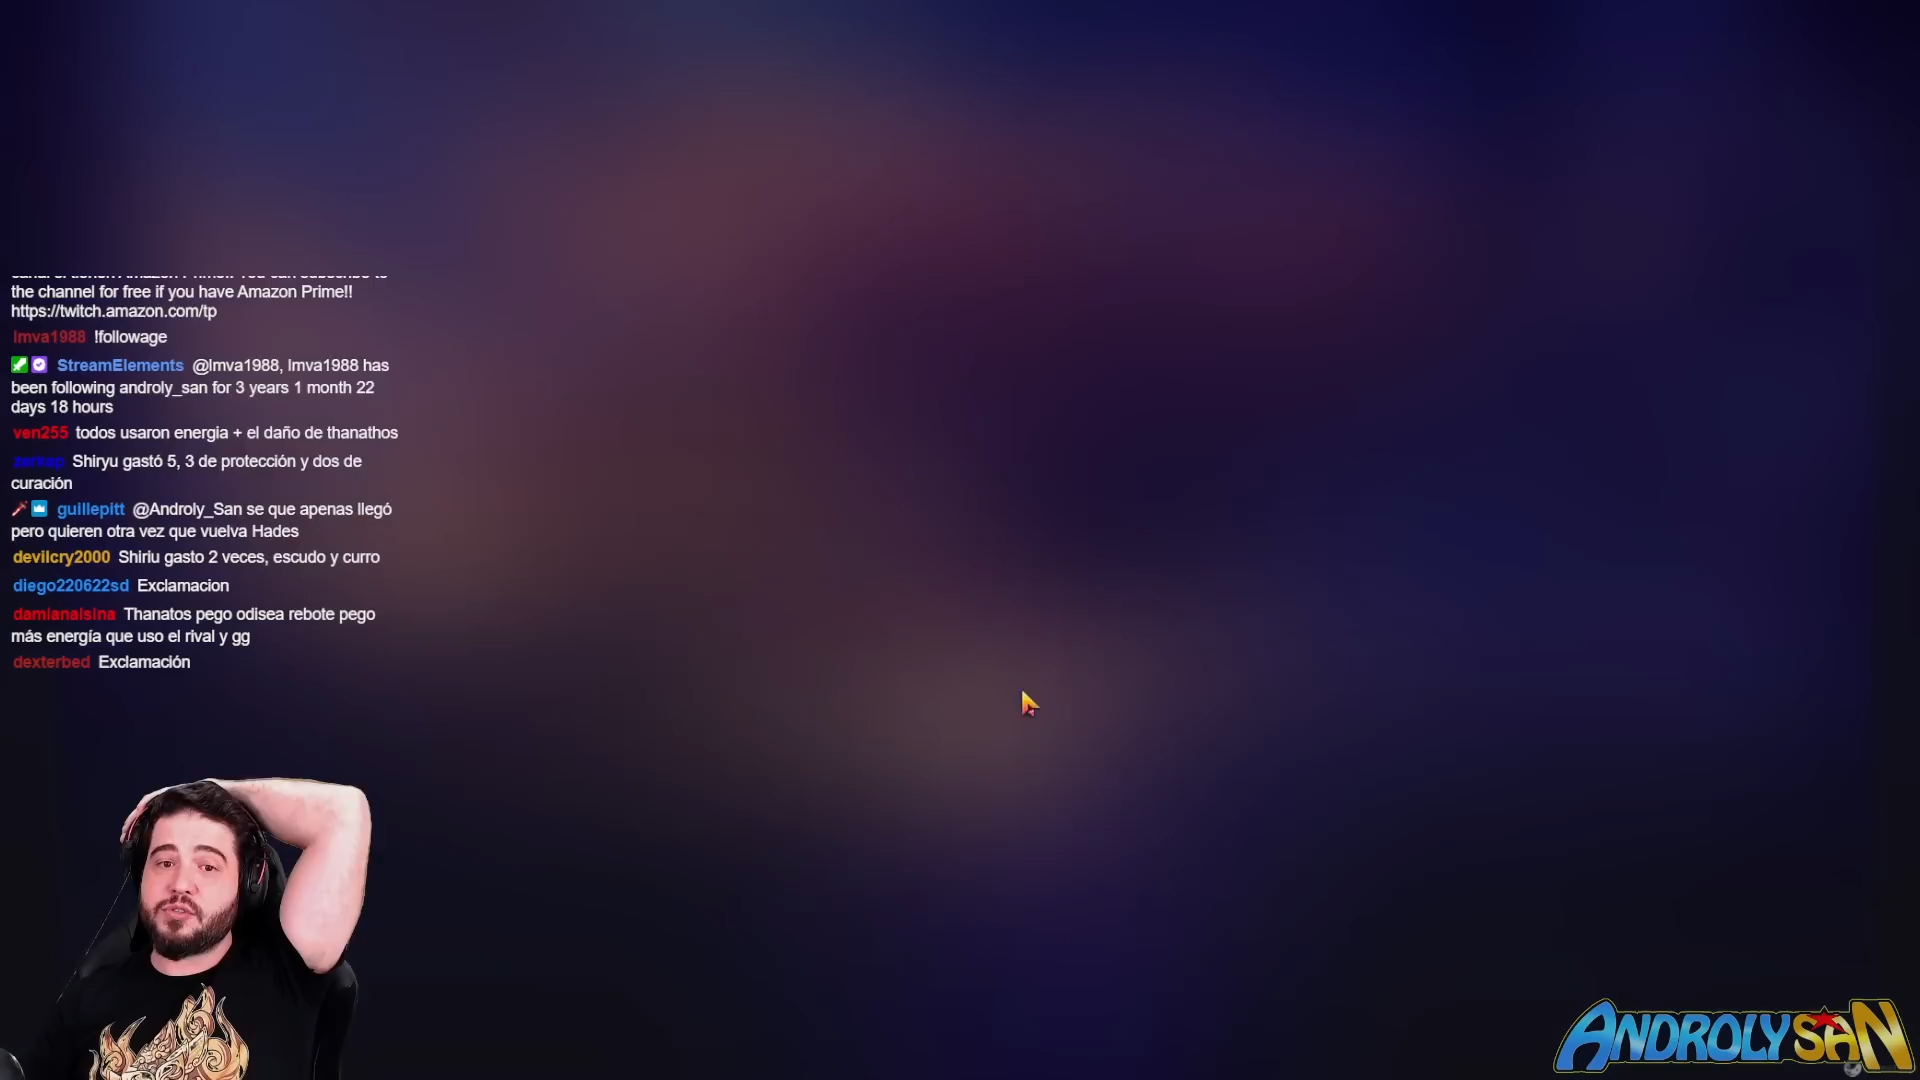 the channel for free if you have Amazon Prime!!
https://twitch.amazon.com/tp
lmva1988 !followage
StreamElements @lmva1988, lmva1988 has
been following androly_san for 3 years 1 month 22
days 18 hours
ven255 todos usaron energia + el daño de thanathos
Shiryu gastó 5, 3 de protección y dos de
curación
guillepitt @Androly_San se que apenas llegó
pero quieren otra vez que vuelva Hades
devilcry2000 Shiriu gasto 2 veces, escudo y curro
diego220622sd Exclamacion
damianalsina Thanatos pego odisea rebote pego
más energía que uso el rival y gg
dexterbed Exclamación
ANDROLYSAN